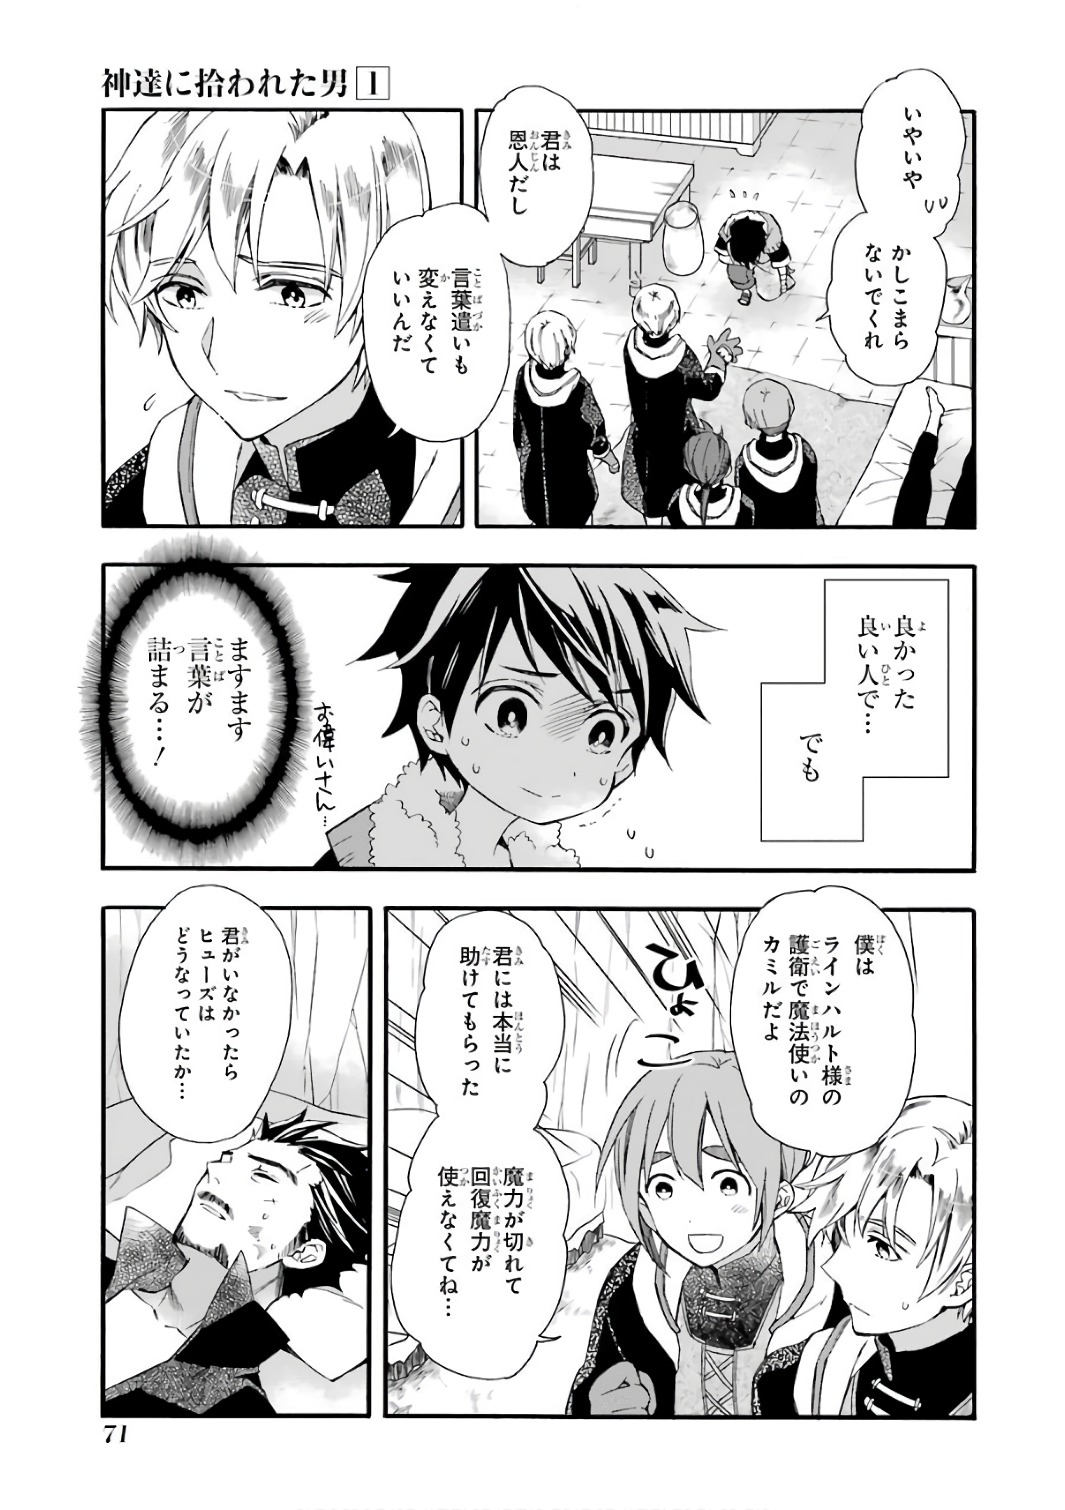 神達に拾われた男 1
いやいや
かしこまら
ないでくれ
君は
恩人だし
言葉遣いも
変えなくて
いいんだ
良かった
良い人で…
でも
お偉いさん…
ますます
言葉が
詰まる…！
僕は
ラインハルト様の
護衛で魔法使いの
カミルだよ
ひょこ
君には本当に
助けてもらった
魔力が切れて
回復魔力が
使えなくてね…
君がいなかったら
ヒューズは
どうなっていたか…
71